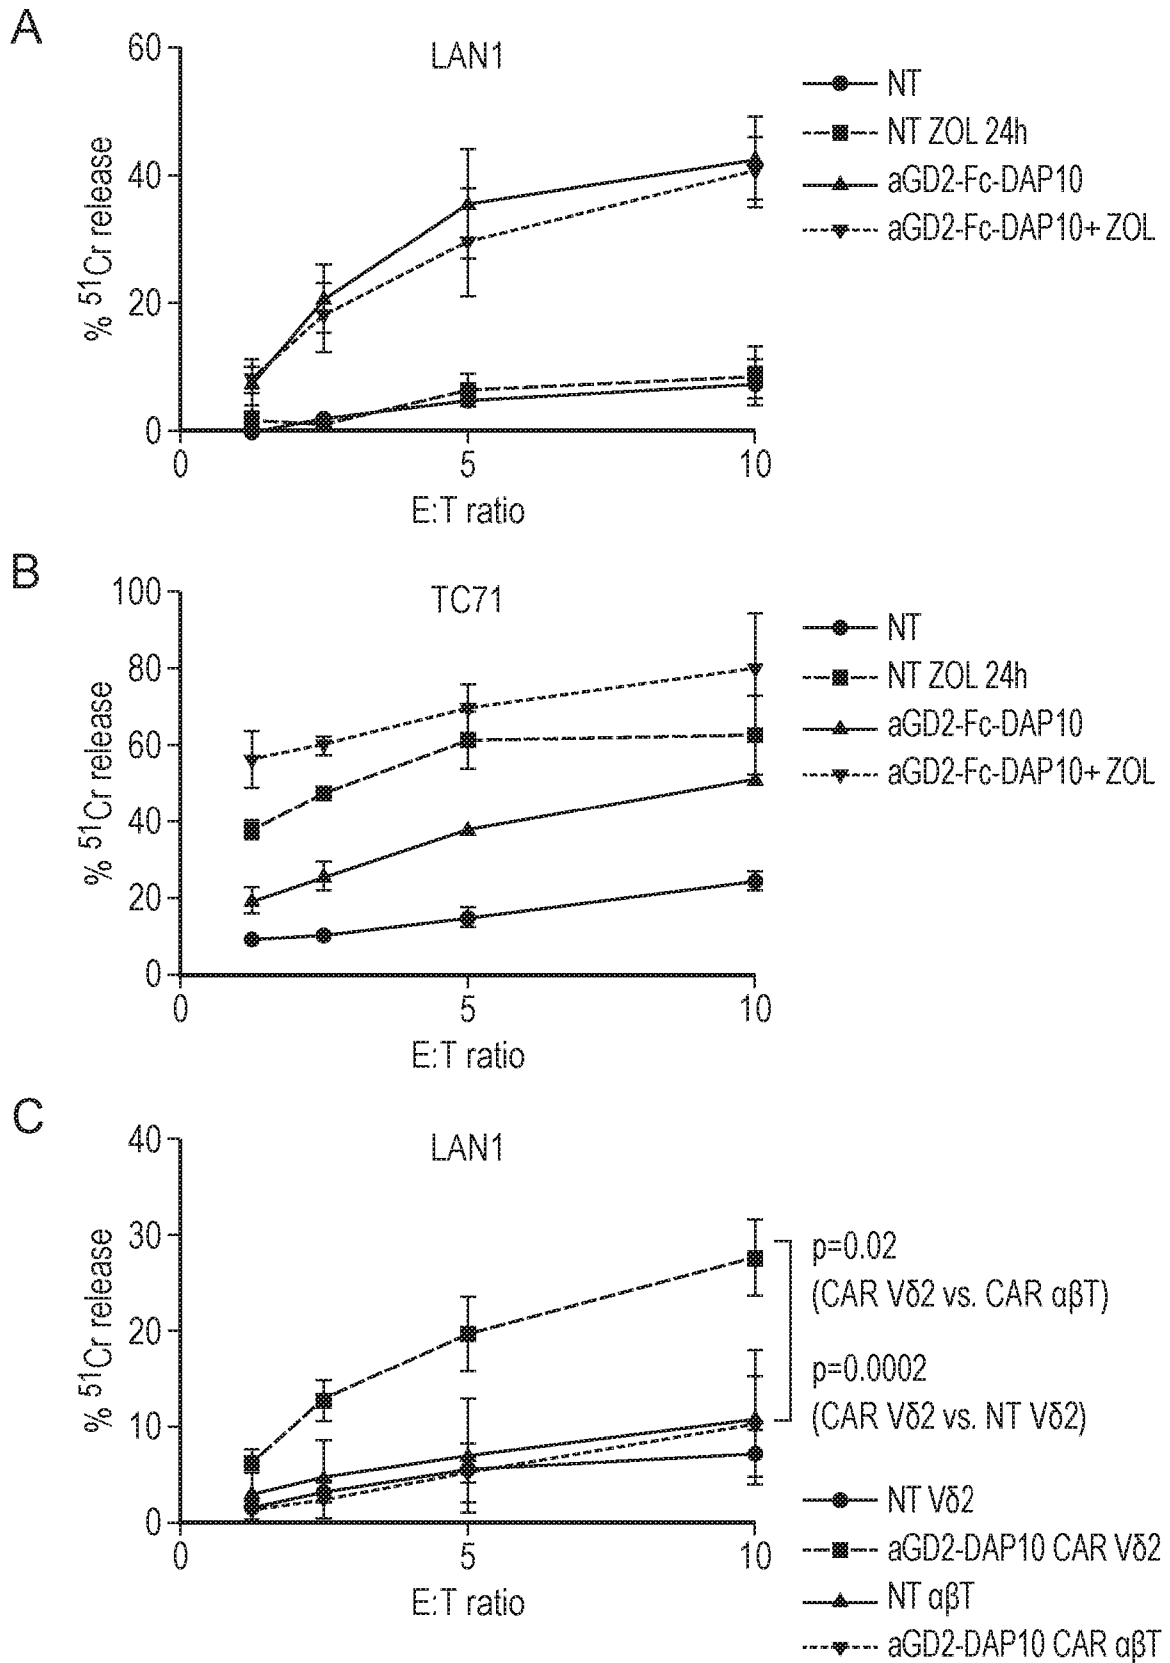 A
LAN1
60
40
20
0
% ⁵¹Cr release
0 5 10
E:T ratio
NT
NT ZOL 24h
aGD2-Fc-DAP10
aGD2-Fc-DAP10+ ZOL
B
TC71
100
80
60
40
20
0
% ⁵¹Cr release
0 5 10
E:T ratio
NT
NT ZOL 24h
aGD2-Fc-DAP10
aGD2-Fc-DAP10+ ZOL
C
LAN1
40
30
20
10
0
% ⁵¹Cr release
0 5 10
E:T ratio
p=0.02
(CAR Vδ2 vs. CAR αβT)
p=0.0002
(CAR Vδ2 vs. NT Vδ2)
NT Vδ2
aGD2-DAP10 CAR Vδ2
NT αβT
aGD2-DAP10 CAR αβT